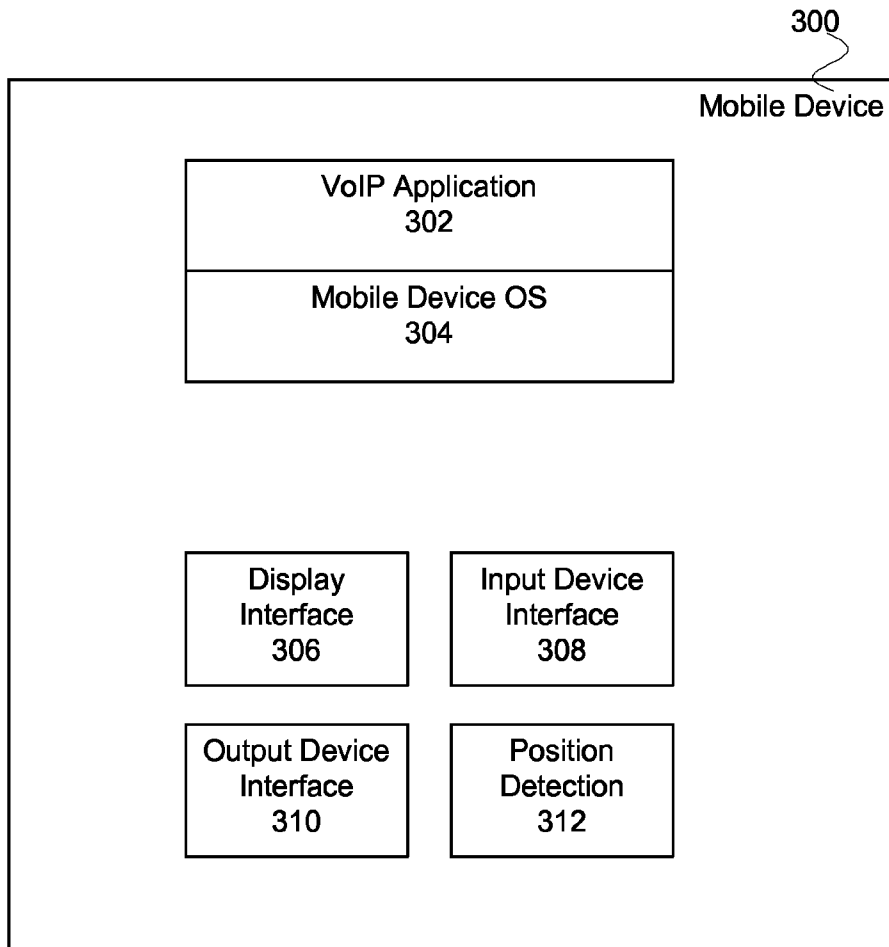 300
Mobile Device
VoIP Application
302
Mobile Device OS
304
Display
Interface
306
Input Device
Interface
308
Output Device
Interface
310
Position
Detection
312